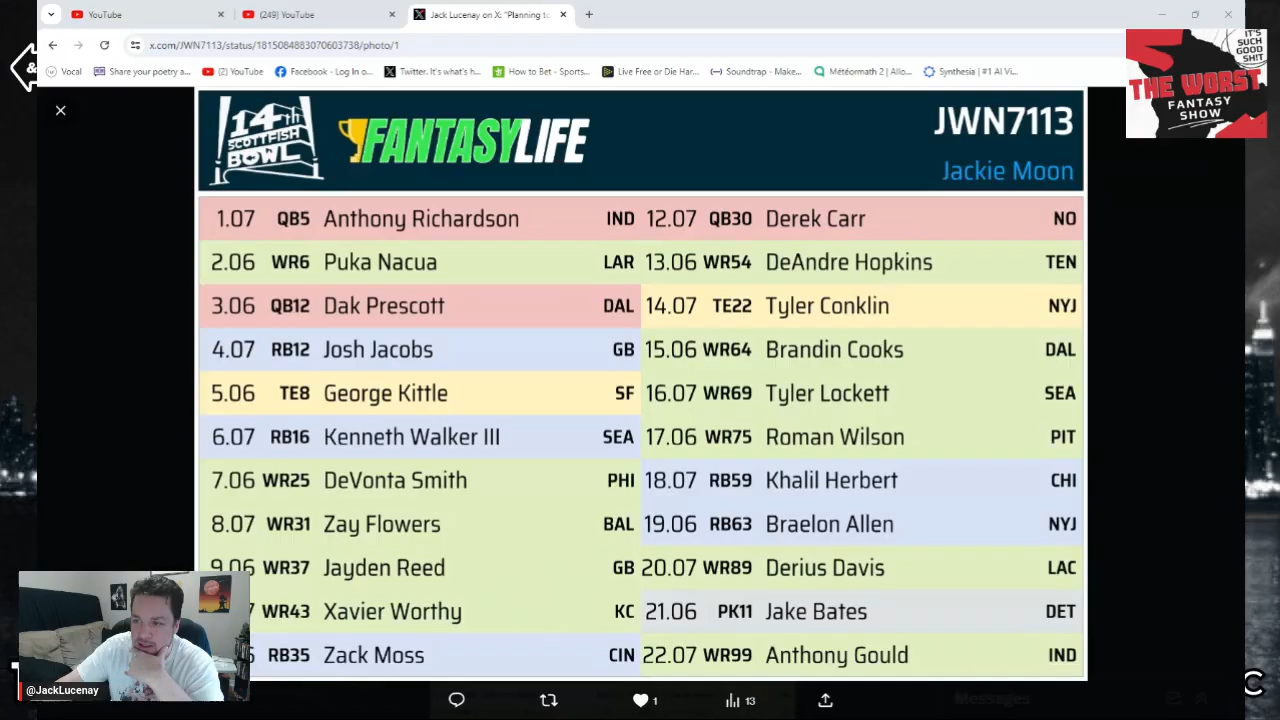 YouTube
(249) YouTube
Jack Lucenay on X: "Planning to
x.com/JWN7113/status/1815084883070603738/photo/1
Vocal
Share your poetry a...
(2) YouTube
Facebook - Log In o...
Twitter. It's what's h...
How to Bet - Sports...
Live Free or Die Har...
Soundtrap - Make...
Météormath 2 | Allo...
Synthesia | #1 AI Vi...
IT'S
SUCH
GOOD
SH!T
THE WORST
FANTASY
SHOW
&
14th
SCOTTFISH
BOWL
FANTASYLIFE
JWN7113
Jackie Moon
1.07 QB5 Anthony Richardson IND
2.06 WR6 Puka Nacua LAR
3.06 QB12 Dak Prescott DAL
4.07 RB12 Josh Jacobs GB
5.06 TE8 George Kittle SF
6.07 RB16 Kenneth Walker III SEA
7.06 WR25 DeVonta Smith PHI
8.07 WR31 Zay Flowers BAL
9.06 WR37 Jayden Reed GB
WR43 Xavier Worthy KC
RB35 Zack Moss CIN
12.07 QB30 Derek Carr NO
13.06 WR54 DeAndre Hopkins TEN
14.07 TE22 Tyler Conklin NYJ
15.06 WR64 Brandin Cooks DAL
16.07 WR69 Tyler Lockett SEA
17.06 WR75 Roman Wilson PIT
18.07 RB59 Khalil Herbert CHI
19.06 RB63 Braelon Allen NYJ
20.07 WR89 Derius Davis LAC
21.06 PK11 Jake Bates DET
22.07 WR99 Anthony Gould IND
@JackLucenay
1
13
Messages
C